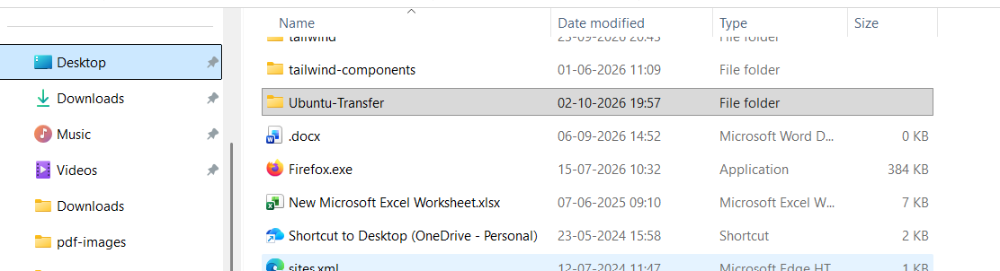 Name Date modified Type Size
tailwind 23-09-2026 20:43 File folder
Desktop
tailwind-components 01-06-2026 11:09 File folder
Downloads
Ubuntu-Transfer 02-10-2026 19:57 File folder
Music
.docx 06-09-2026 14:52 Microsoft Word D... 0 KB
Videos
Firefox.exe 15-07-2026 10:32 Application 384 KB
Downloads
New Microsoft Excel Worksheet.xlsx 07-06-2025 09:10 Microsoft Excel W... 7 KB
pdf-images
Shortcut to Desktop (OneDrive - Personal) 23-05-2024 15:58 Shortcut 2 KB
sites.xml 12-07-2024 11:47 Microsoft Edge HT... 1 KB